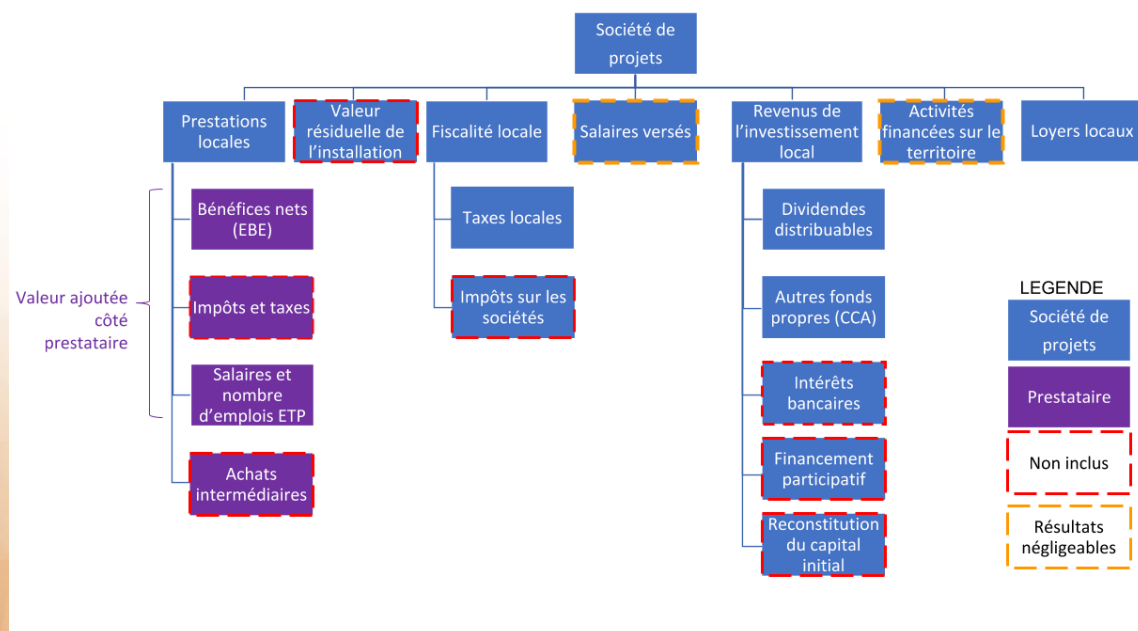 Société de
projets
Prestations
locales
Valeur
résiduelle de
l'installation
Fiscalité locale
Salaires versés
Revenus de
l'investissement
local
Activités
financées sur le
territoire
Loyers locaux
Valeur ajoutée
côté
prestataire
Bénéfices nets
(EBE)
Impôts et taxes
Salaires et
nombre
d'emplois ETP
Achats
intermédiaires
Taxes locales
Impôts sur les
sociétés
Dividendes
distribuables
Autres fonds
propres (CCA)
Intérêts
bancaires
Financement
participatif
Reconstitution
du capital
initial
LEGENDE
Société de
projets
Prestataire
Non inclus
Résultats
négligeables